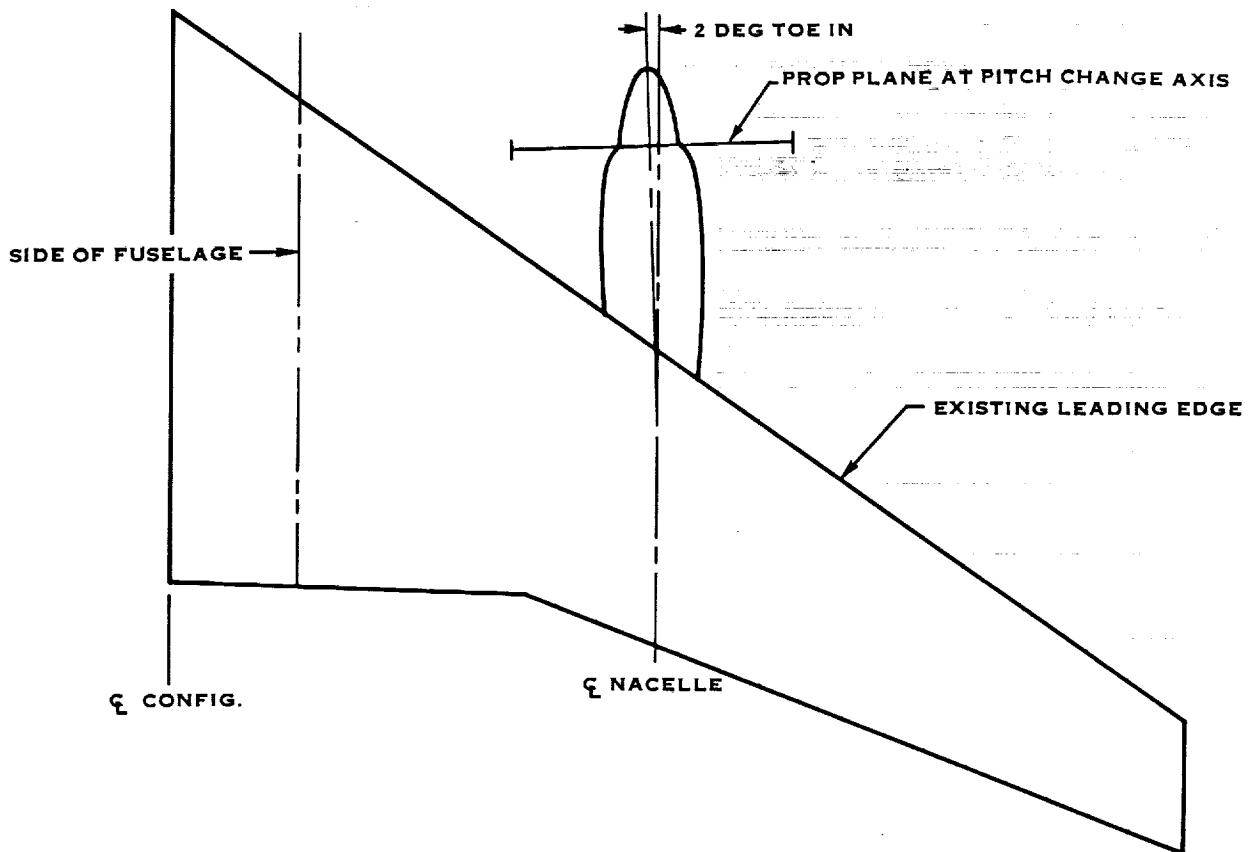 2 DEG TOE IN
PROP PLANE AT PITCH CHANGE AXIS
SIDE OF FUSELAGE
EXISTING LEADING EDGE
℄ NACELLE
℄ CONFIG.